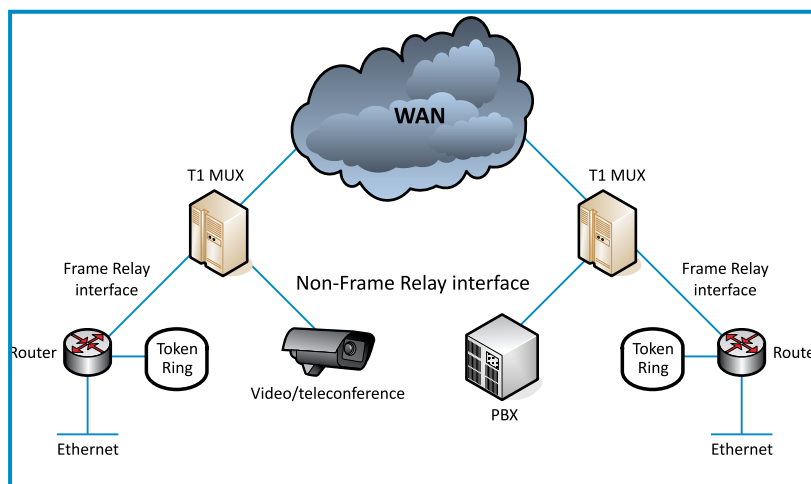 WAN
T1 MUX
T1 MUX
Frame Relay
interface
Non-Frame Relay interface
Frame Relay
interface
Router
Token
Ring
Video/teleconference
PBX
Token
Ring
Route
Ethernet
Ethernet